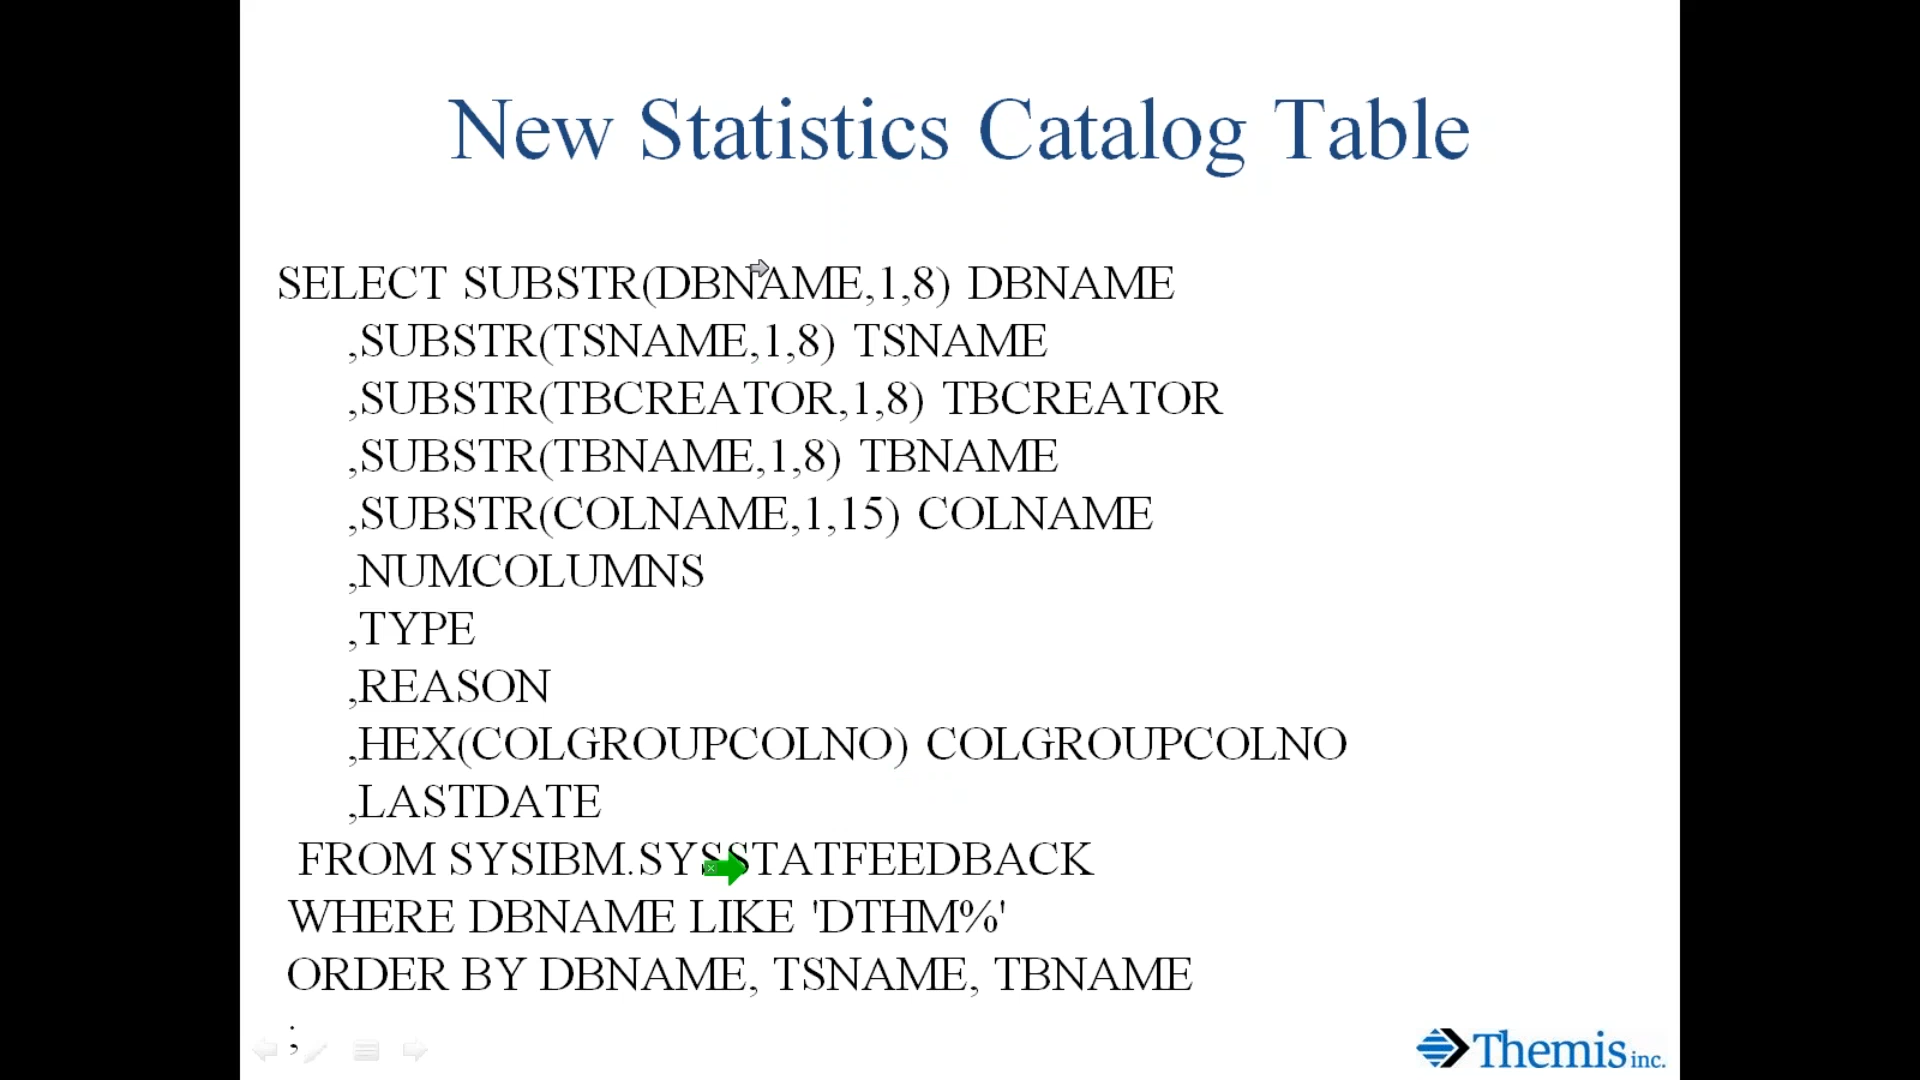 New Statistics Catalog Table
SELECT SUBSTR(DBNAME,1,8) DBNAME
,SUBSTR(TSNAME,1,8) TSNAME
,SUBSTR(TBCREATOR,1,8) TBCREATOR
,SUBSTR(TBNAME,1,8) TBNAME
,SUBSTR(COLNAME,1,15) COLNAME
,NUMCOLUMNS
,TYPE
,REASON
,HEX(COLGROUPCOLNO) COLGROUPCOLNO
,LASTDATE
FROM SYSIBM.SYSSTATFEEDBACK
WHERE DBNAME LIKE 'DTHM%'
ORDER BY DBNAME, TSNAME, TBNAME
;
Themis inc.